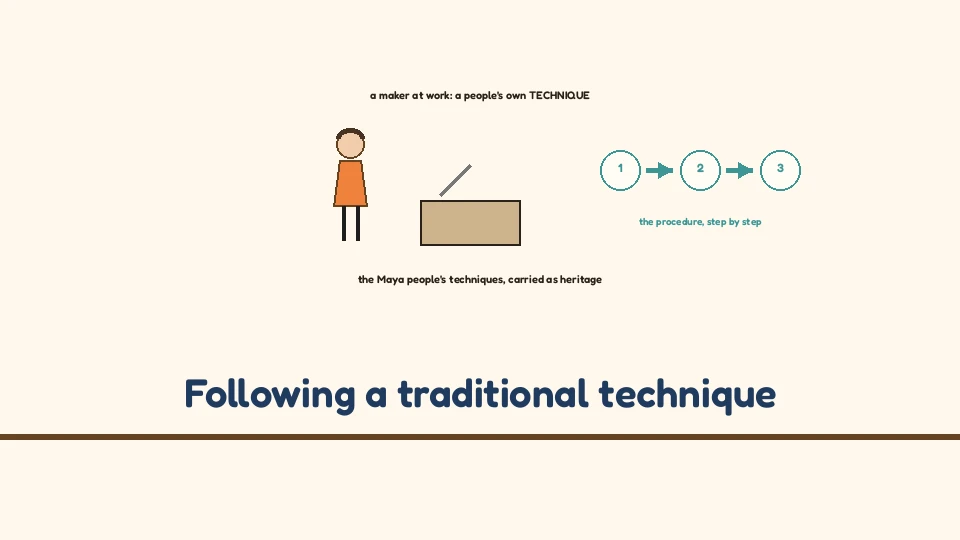 a maker at work: a people's own TECHNIQUE
1
2
3
the procedure, step by step
the Maya people's techniques, carried as heritage
Following a traditional technique